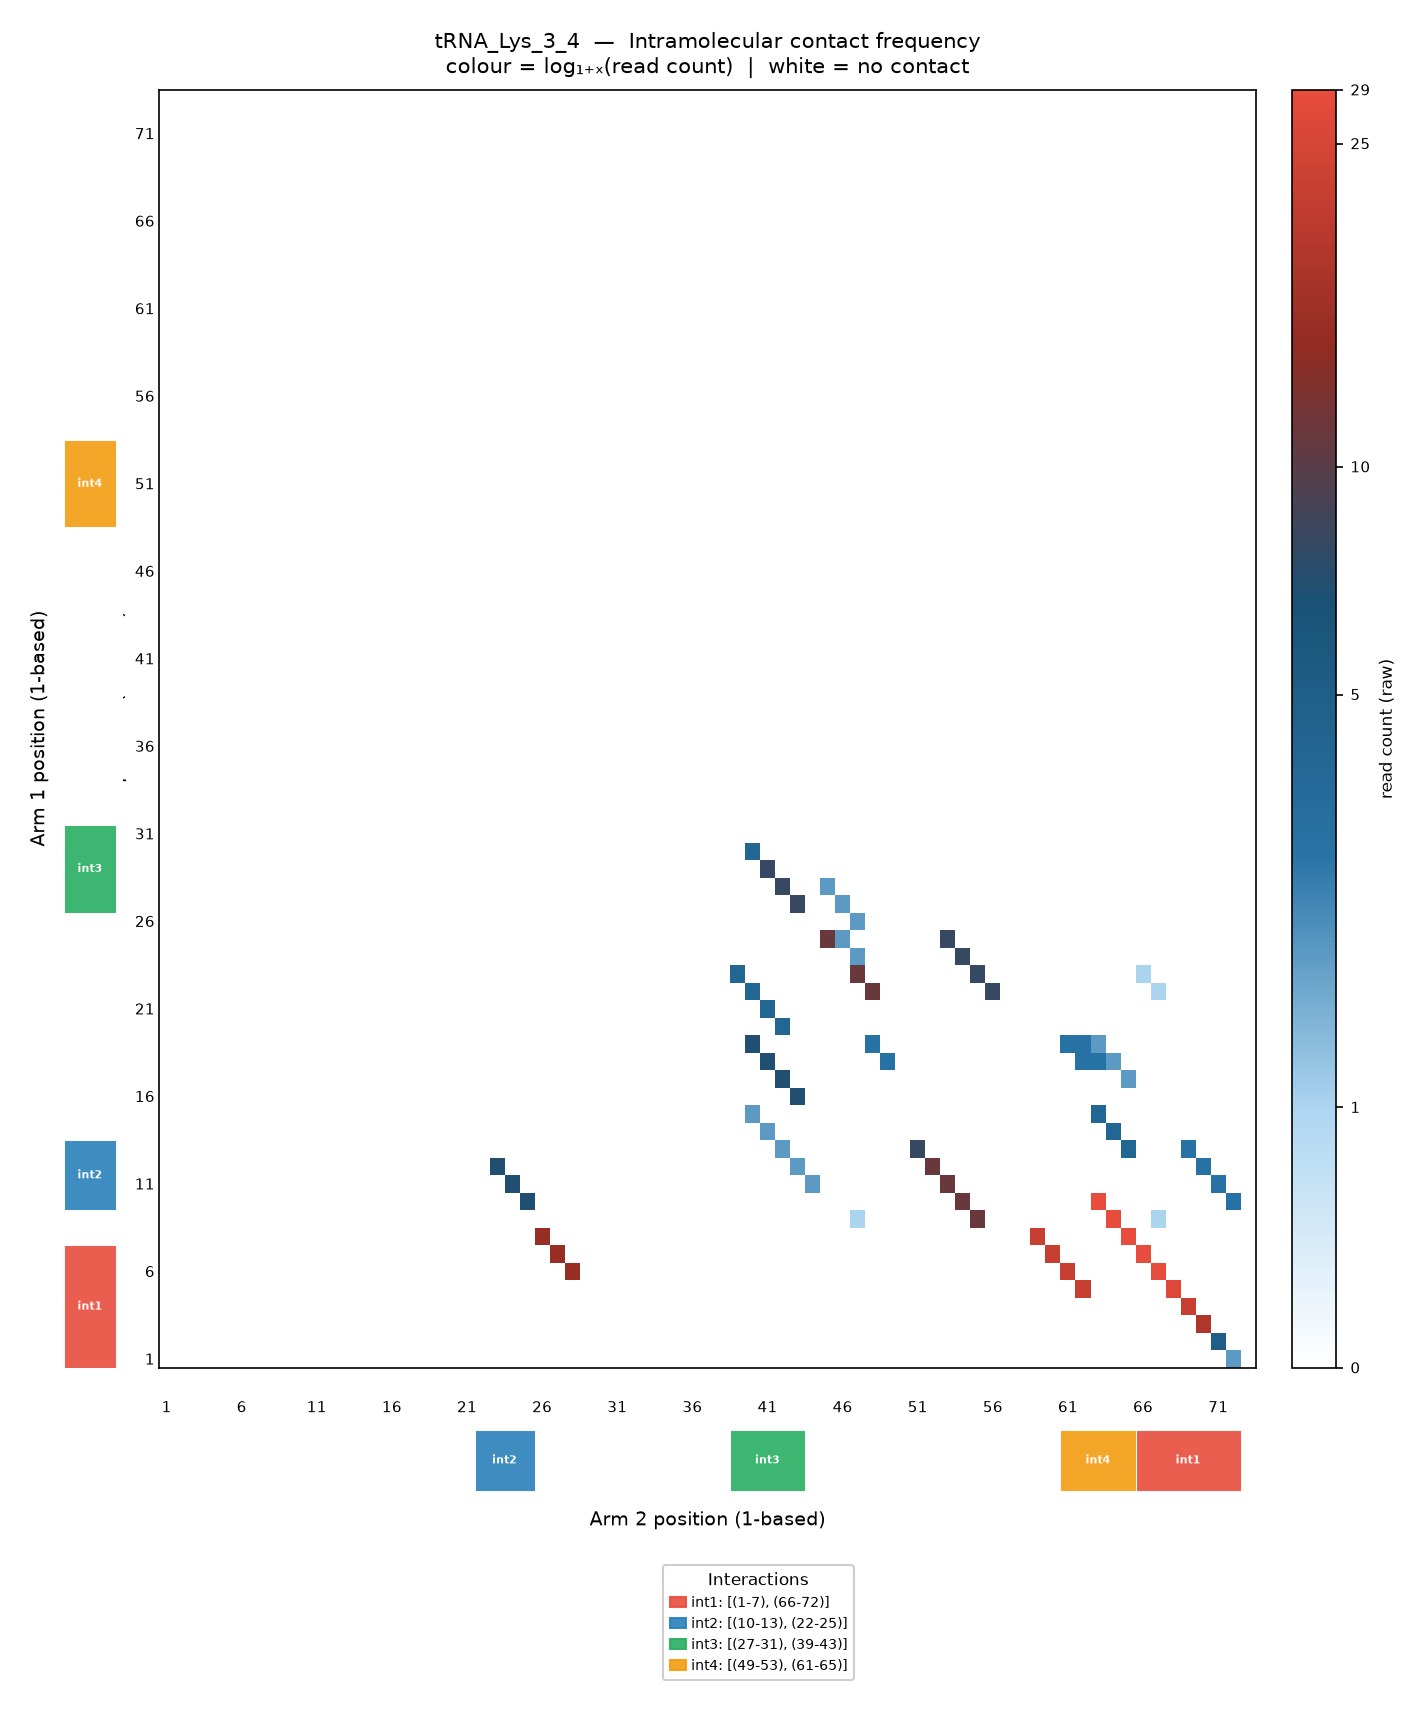 tRNA_Lys_3_4 — Intramolecular contact frequency
colour = log₁₊ₓ(read count) | white = no contact
71
66
61
56
51
46
41
36
31
26
21
16
11
6
1
int4
int3
int2
int1
Arm 1 position (1-based)
1 6 11 16 21 26 31 36 41 46 51 56 61 66 71
int2 int3 int4 int1
Arm 2 position (1-based)
29
25
10
5
1
0
read count (raw)
Interactions
int1: [(1-7), (66-72)]
int2: [(10-13), (22-25)]
int3: [(27-31), (39-43)]
int4: [(49-53), (61-65)]